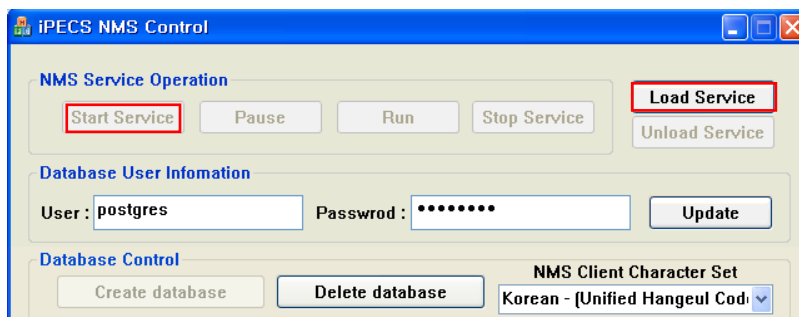 iPECS NMS Control
NMS Service Operation
Start Service Pause Run Stop Service
Load Service
Unload Service
Database User Infomation
User : postgres Passwrod : •••••••• Update
Database Control
Create database Delete database
NMS Client Character Set
Korean - (Unified Hangeul Cod